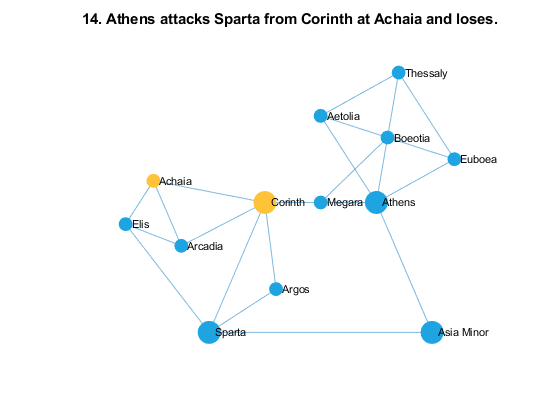 14. Athens attacks Sparta from Corinth at Achaia and loses.
Thessaly
Aetolia
Boeotia
Euboea
Achaia
Corinth
Megara
Athens
Elis
Arcadia
Argos
Sparta
Asia Minor